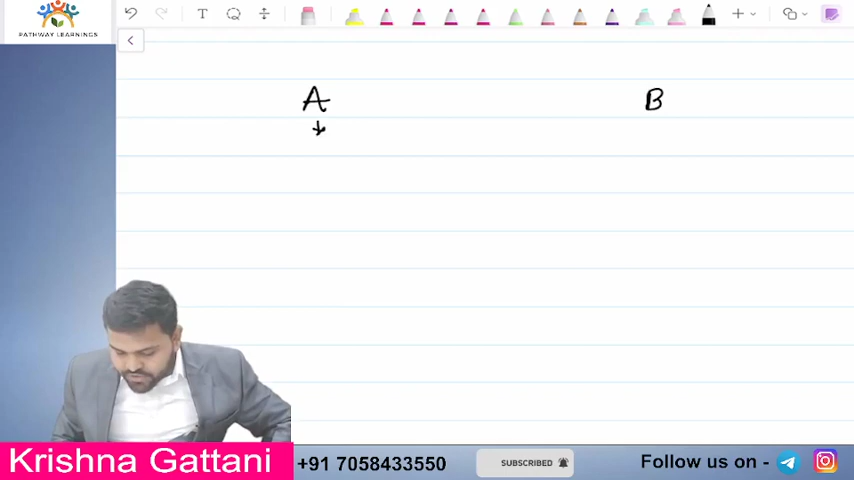 PATHWAY LEARNINGS
T
A B
Krishna Gattani
+91 7058433550
SUBSCRIBED
Follow us on -